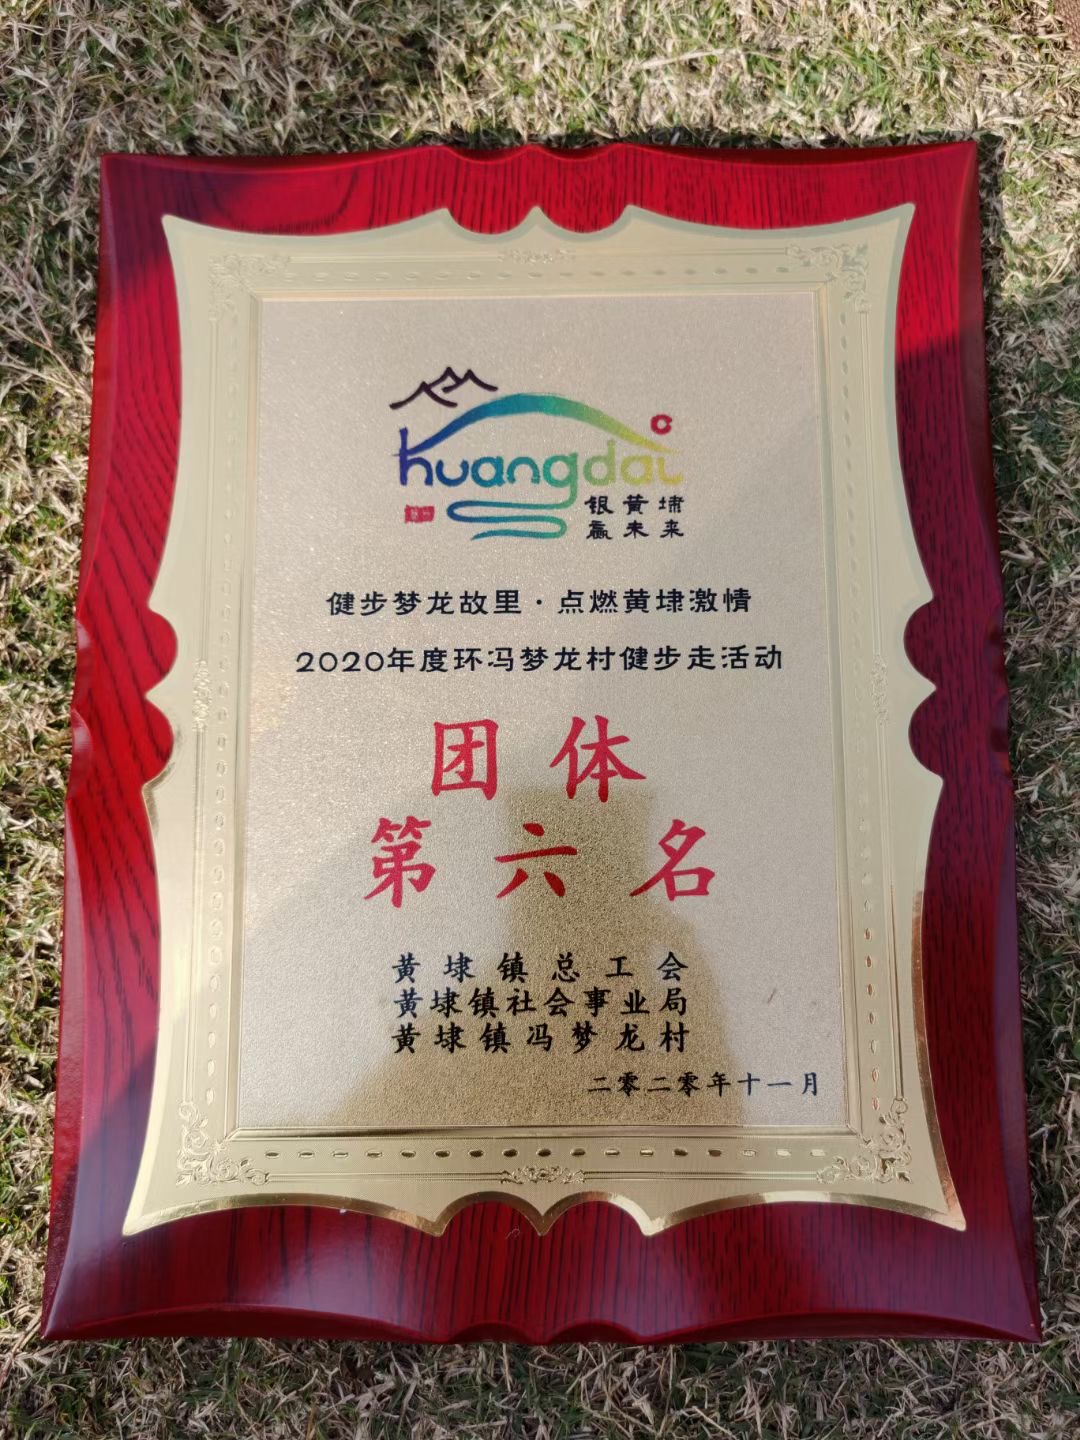 huangdai
银黄埭
赢未来
健步梦龙故里·点燃黄埭激情
2020年度环冯梦龙村健步走活动
团体
第六名
黄埭镇总工会
黄埭镇社会事业局
黄埭镇冯梦龙村
二零二零年十一月